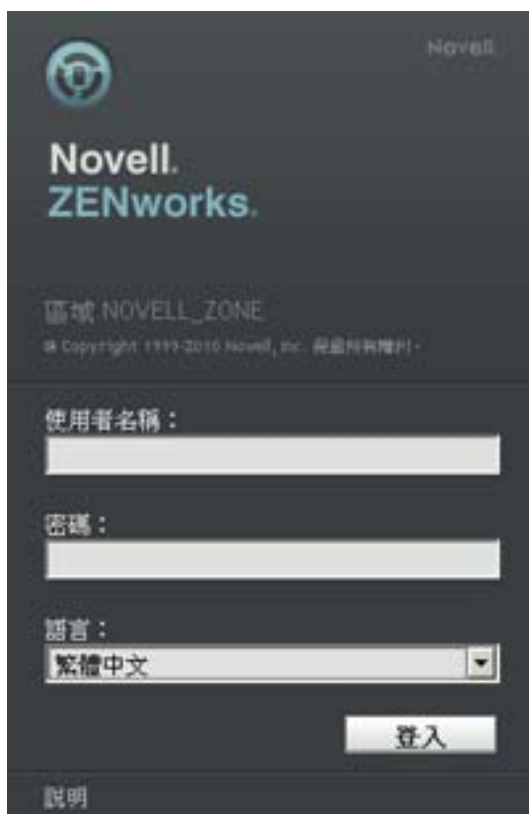 Novell
Novell.
ZENworks.
區域 NOVELL_ZONE
© Copyright 1999-2010 Novell, Inc. 保留所有權利。
使用者名稱：
密碼：
語言：
繁體中文
登入
說明